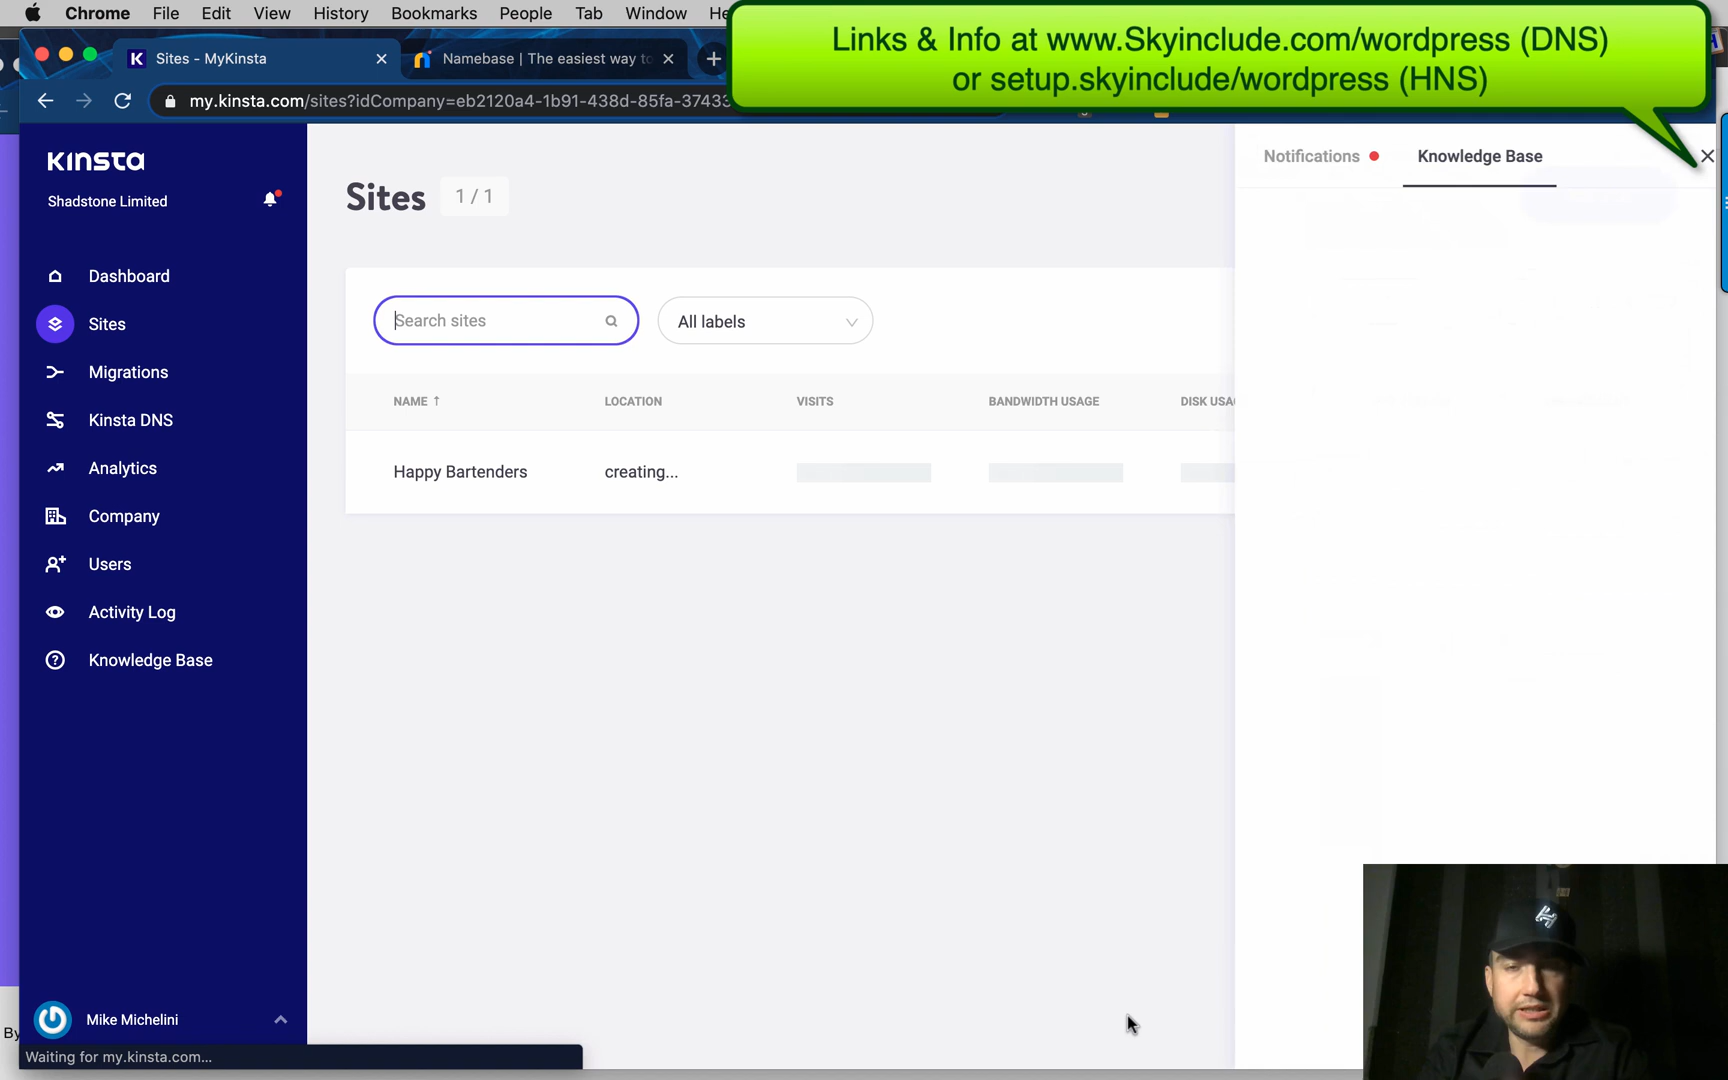 Chrome File Edit View History Bookmarks People Tab Window He
Links & Info at www.Skyinclude.com/wordpress (DNS)
or setup.skyinclude/wordpress (HNS)
K Sites - MyKinsta
Namebase | The easiest way to
my.kinsta.com/sites?idCompany=eb2120a4-1b91-438d-85fa-37433
KINSTA
Shadstone Limited
Dashboard
Sites
Migrations
Kinsta DNS
Analytics
Company
Users
Activity Log
Knowledge Base
Mike Michelini
Waiting for my.kinsta.com...
By
Sites 1 / 1
Search sites
All labels
NAME ↑ LOCATION VISITS BANDWIDTH USAGE DISK USA
Happy Bartenders creating...
Notifications Knowledge Base